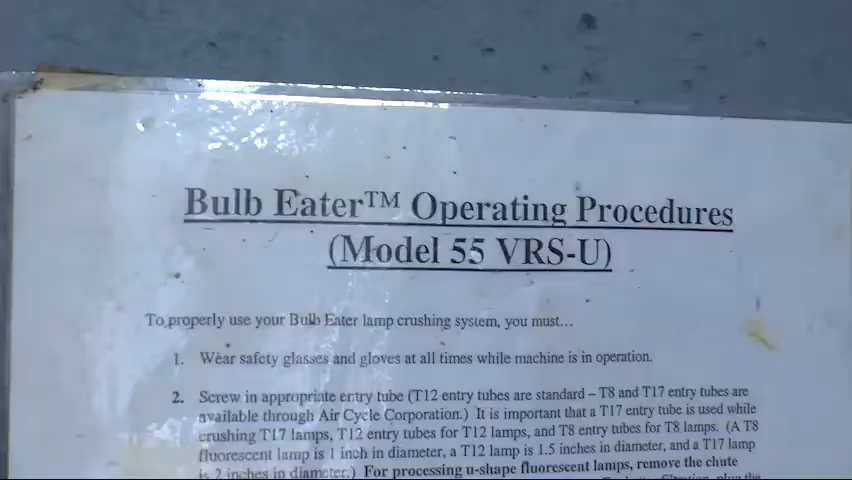 Bulb Eater™ Operating Procedures
(Model 55 VRS-U)
To properly use your Bulb Eater lamp crushing system, you must...
1. Wear safety glasses and gloves at all times while machine is in operation.
2. Screw in appropriate entry tube (T12 entry tubes are standard – T8 and T17 entry tubes are
available through Air Cycle Corporation.) It is important that a T17 entry tube is used while
crushing T17 lamps, T12 entry tubes for T12 lamps, and T8 entry tubes for T8 lamps. (A T8
fluorescent lamp is 1 inch in diameter, a T12 lamp is 1.5 inches in diameter, and a T17 lamp
is 2 inches in diameter.) For processing u-shape fluorescent lamps, remove the chute